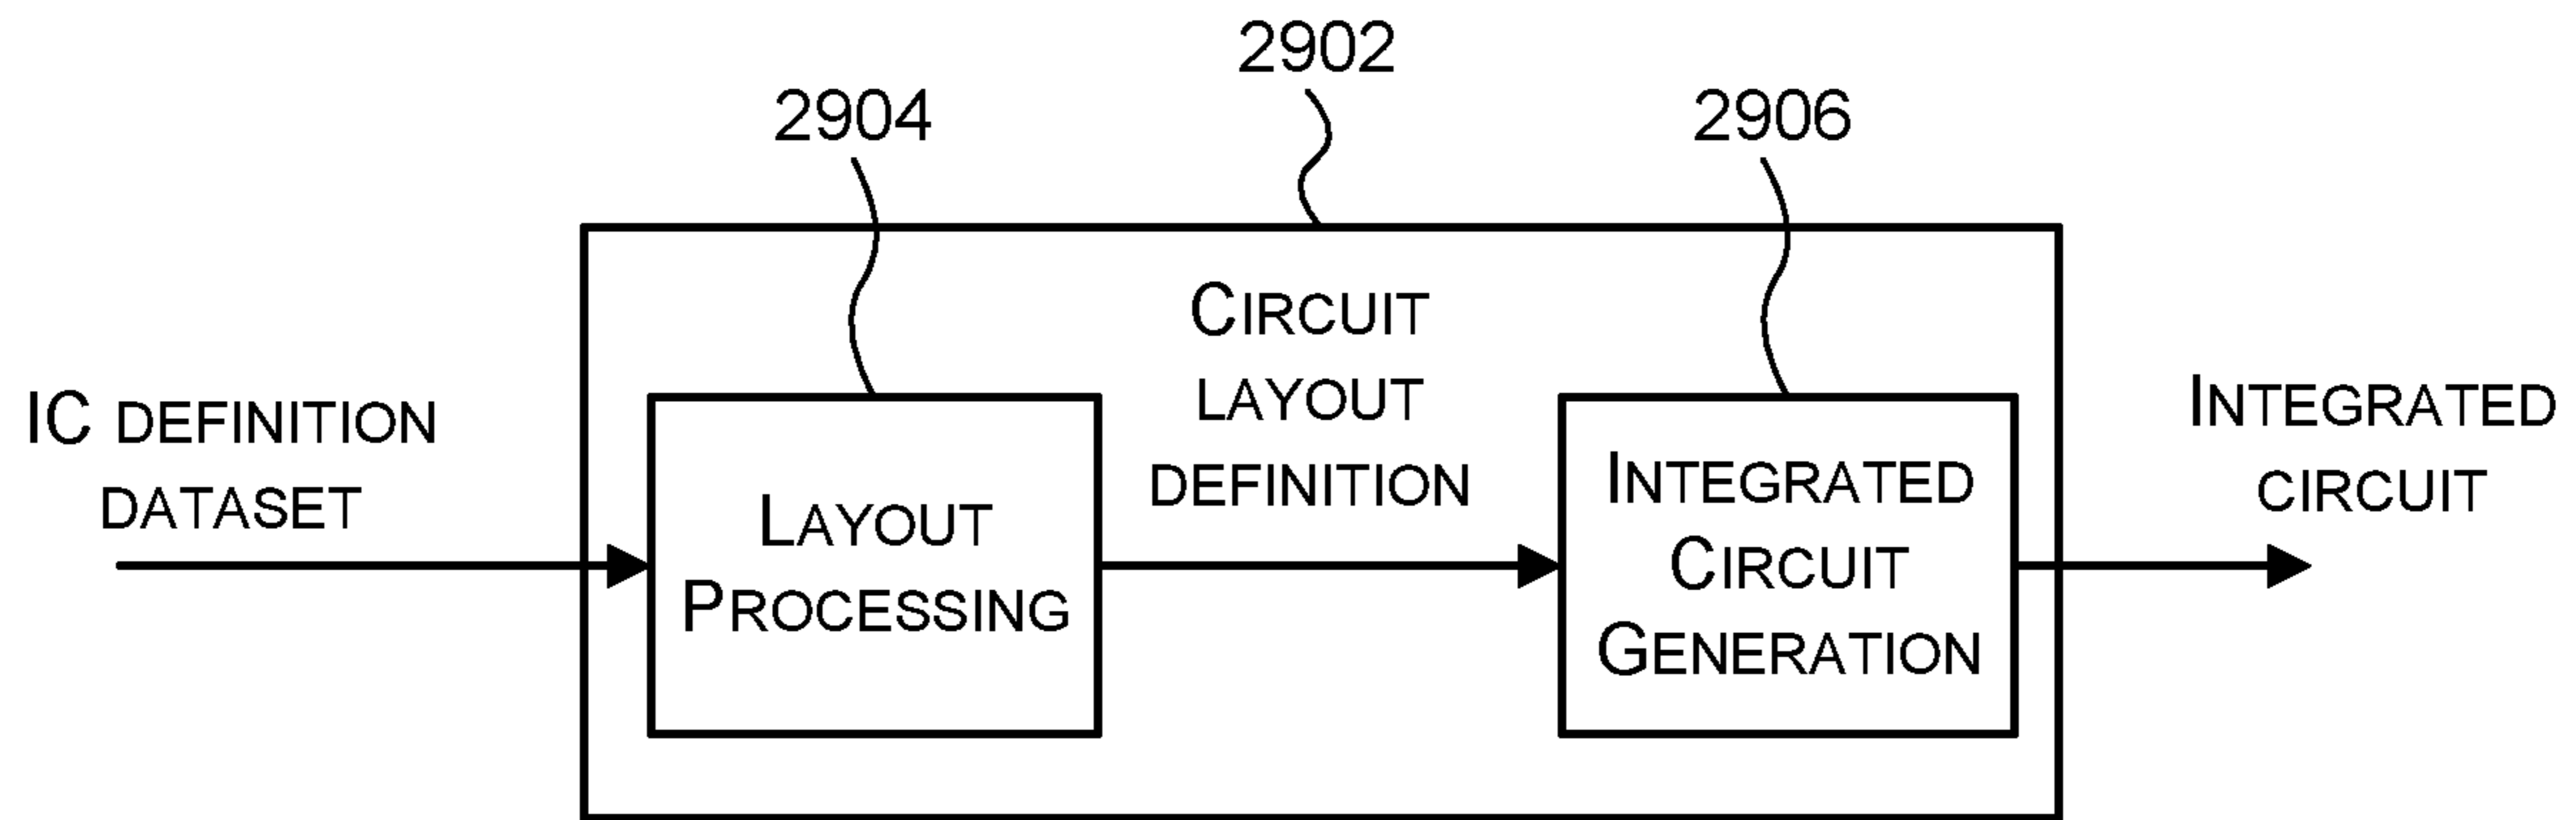 2902
2904
2906
IC DEFINITION
DATASET
LAYOUT
PROCESSING
CIRCUIT
LAYOUT
DEFINITION
INTEGRATED
CIRCUIT
GENERATION
INTEGRATED
CIRCUIT